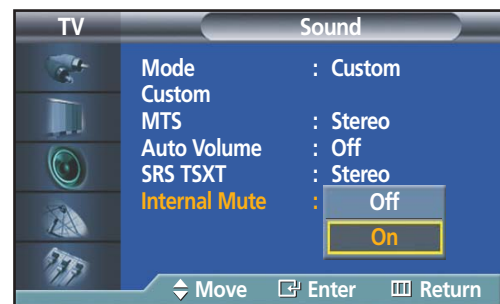 TV Sound
Mode : Custom
Custom
MTS : Stereo
Auto Volume : Off
SRS TSXT : Stereo
Internal Mute : Off
On
Move Enter Return